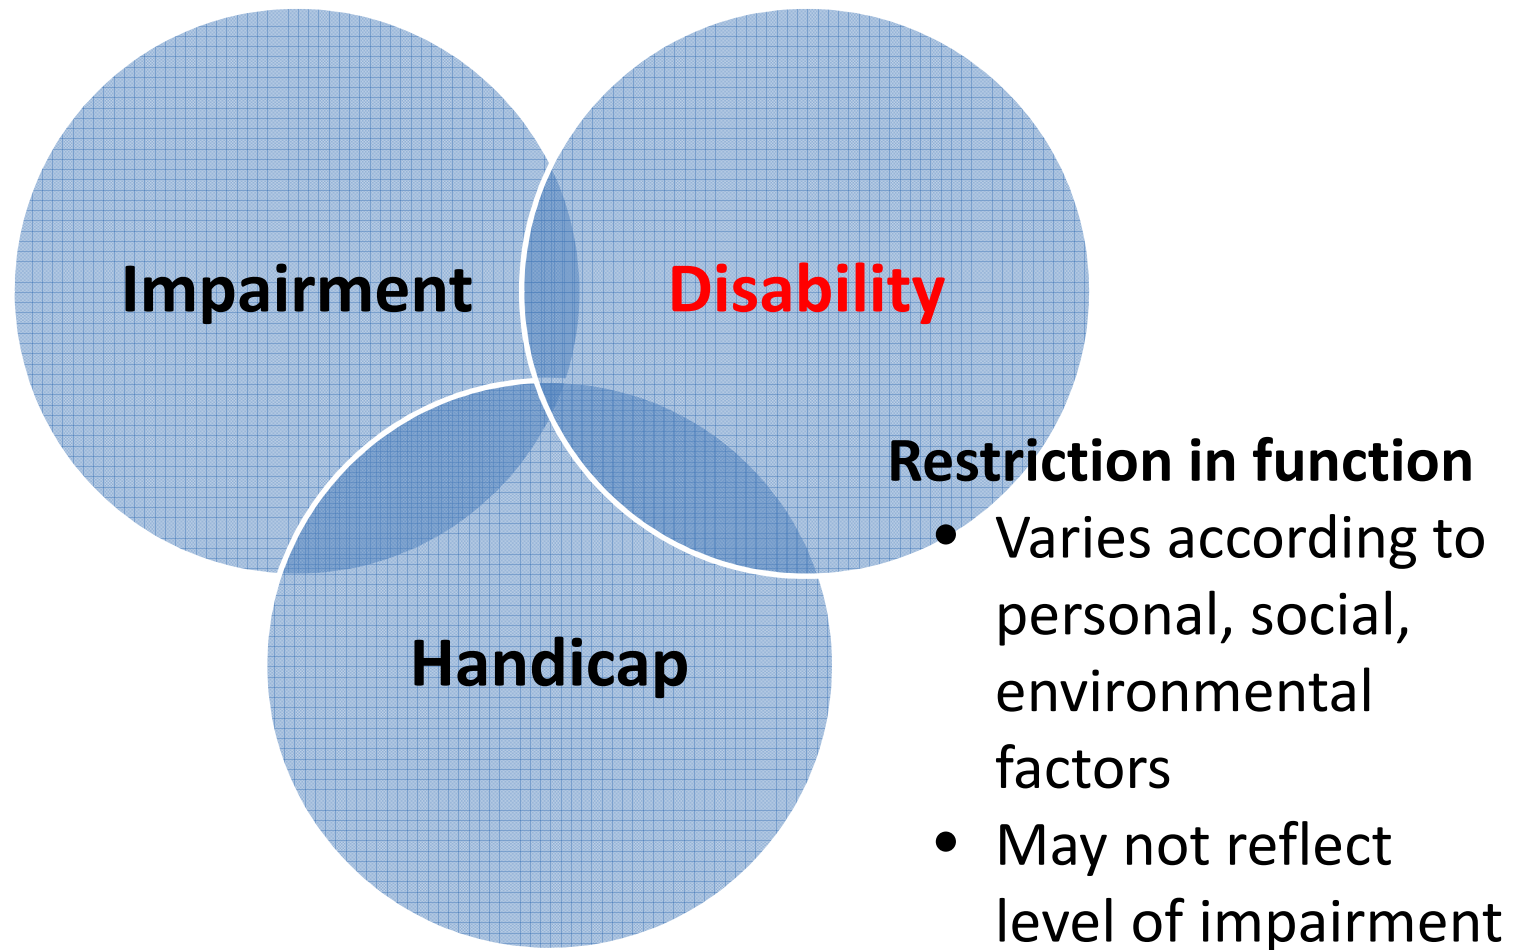 Impairment
Disability
Handicap
Restriction in function
• Varies according to
personal, social,
environmental
factors
• May not reflect
level of impairment